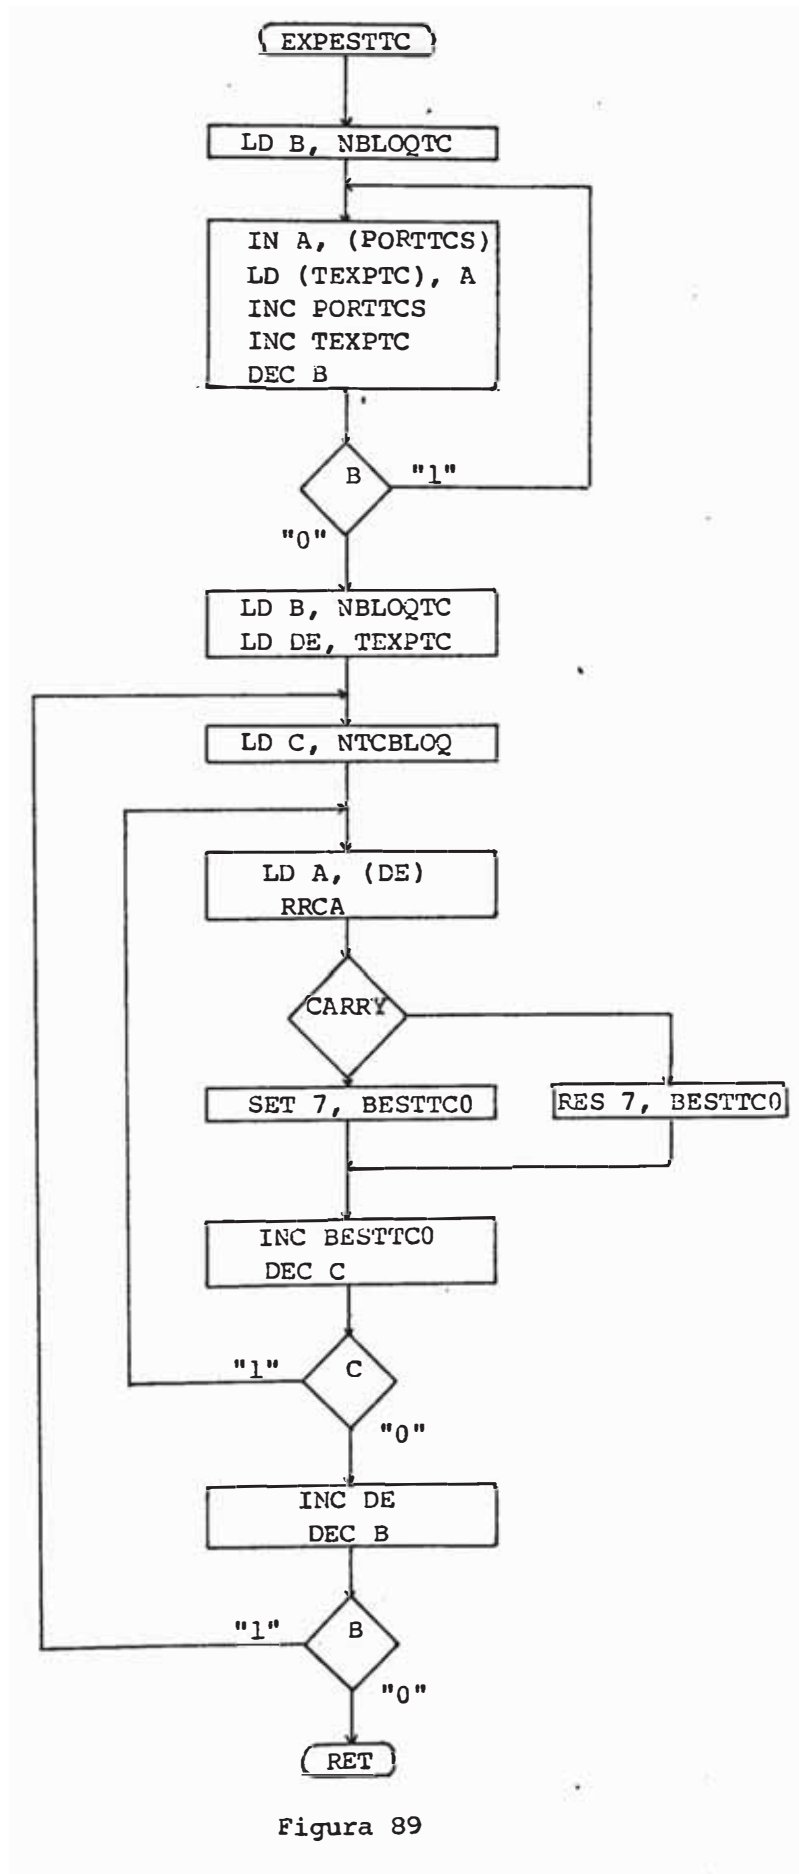 EXPESTTC
LD B, NBLOQTC
IN A, (PORTTCS)
LD (TEXPTC), A
INC PORTTCS
INC TEXPTC
DEC B
B
"1"
"0"
LD B, NBLOQTC
LD DE, TEXPTC
LD C, NTCBLOQ
LD A, (DE)
RRCA
CARRY
SET 7, BESTTC0
RES 7, BESTTC0
INC BESTTC0
DEC C
"1"
C
"0"
INC DE
DEC B
"1"
B
"0"
RET
Figura 89